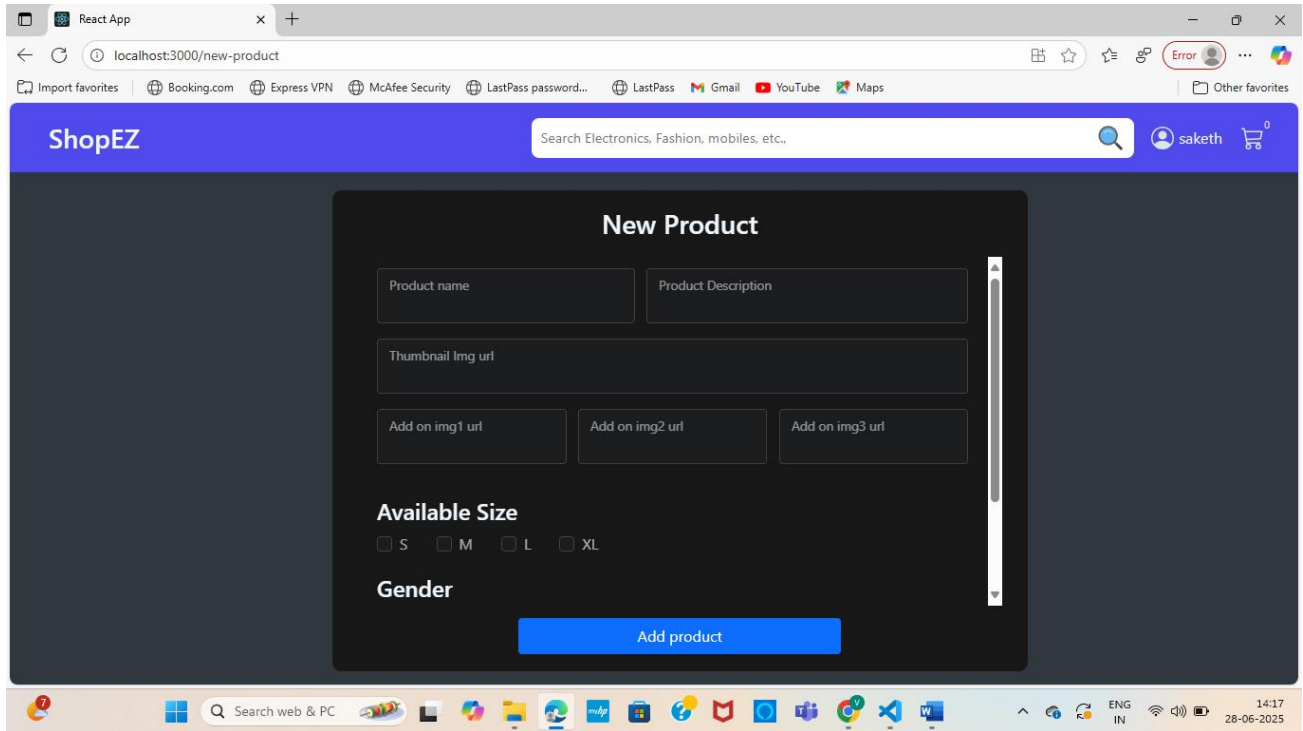 React App
localhost:3000/new-product
Error
Import favorites
Booking.com
Express VPN
McAfee Security
LastPass password...
LastPass
Gmail
YouTube
Maps
Other favorites
ShopEZ
Search Electronics, Fashion, mobiles, etc.,
saketh
0
New Product
Product name
Product Description
Thumbnail Img url
Add on img1 url
Add on img2 url
Add on img3 url
Available Size
S M L XL
Gender
Add product
7
Search web & PC
myhp
V
W
ENG
IN
14:17
28-06-2025